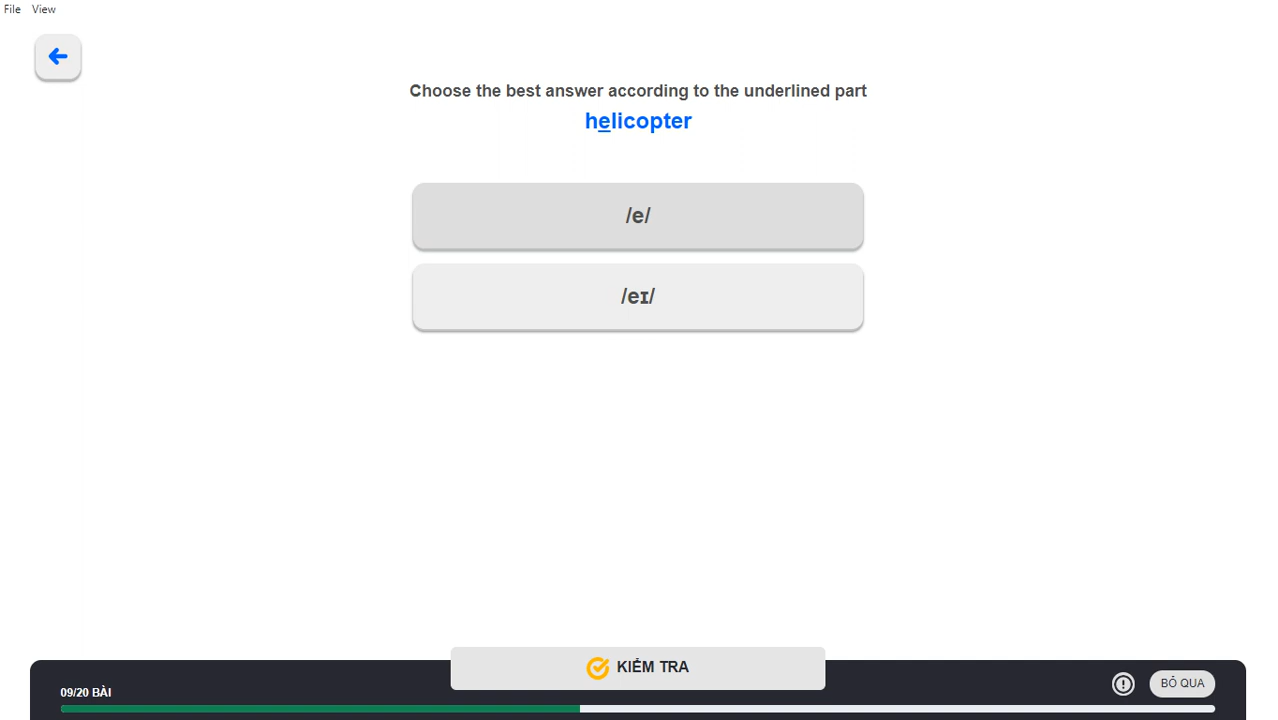 File View
Choose the best answer according to the underlined part
helicopter
/e/
/eɪ/
KIỂM TRA
09/20 BÀI
BỎ QUA